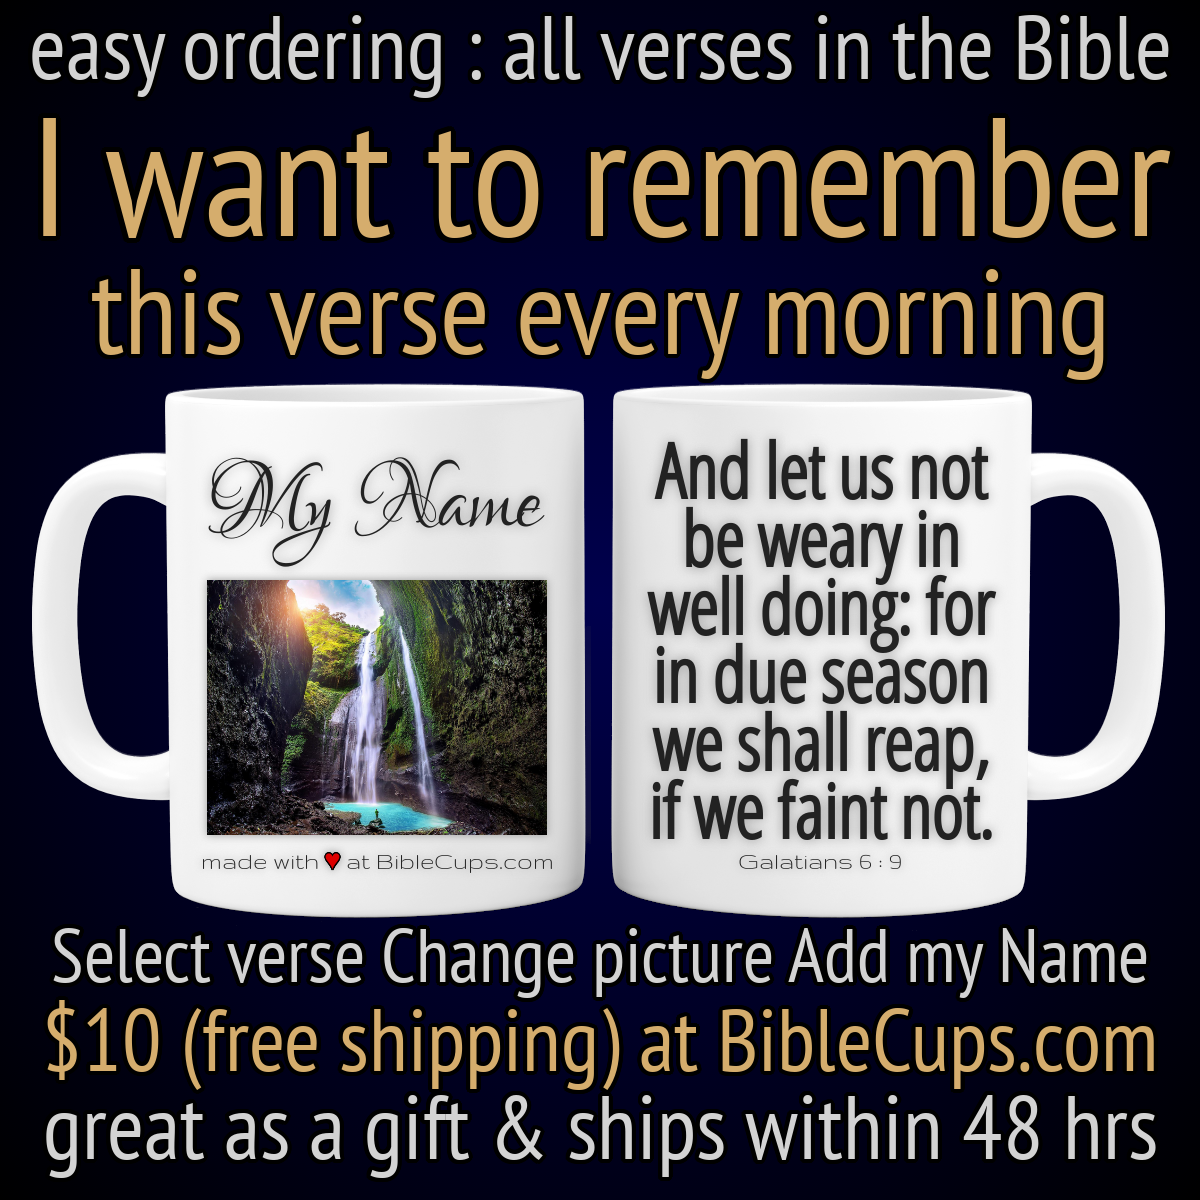 easy ordering : all verses in the Bible
I want to remember
this verse every morning
My Name
made with ♥ at BibleCups.com
And let us not
be weary in
well doing: for
in due season
we shall reap,
if we faint not.
Galatians 6 : 9
Select verse Change picture Add my Name
$10 (free shipping) at BibleCups.com
great as a gift & ships within 48 hrs